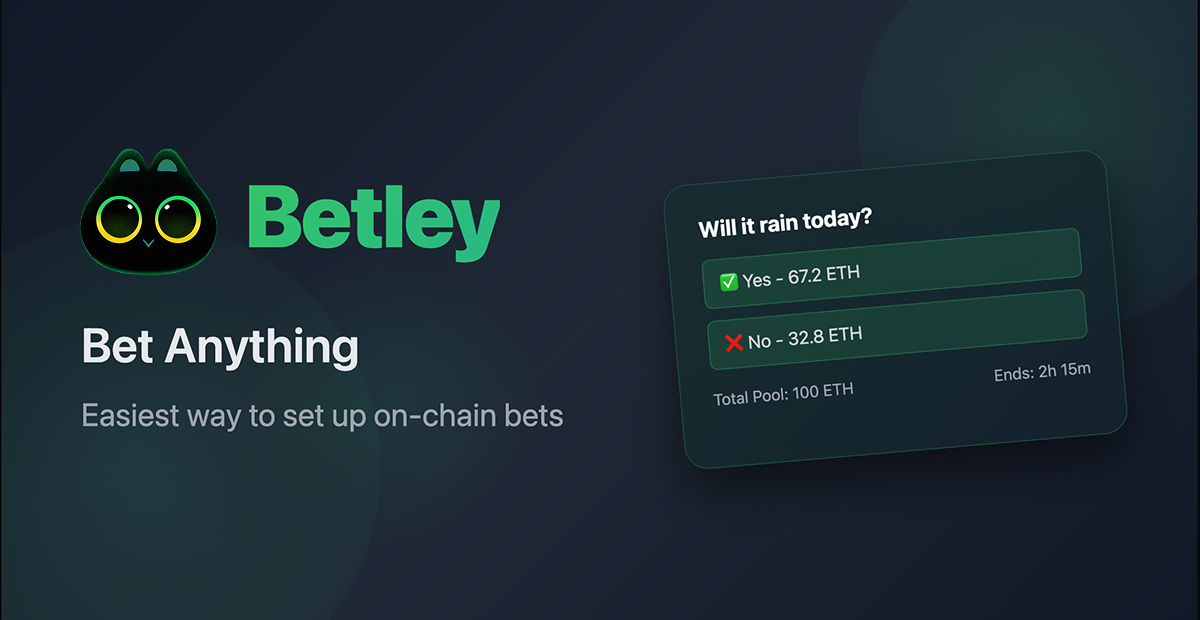 Betley
Bet Anything
Easiest way to set up on-chain bets
Will it rain today?
✅ Yes - 67.2 ETH
❌ No - 32.8 ETH
Total Pool: 100 ETH
Ends: 2h 15m